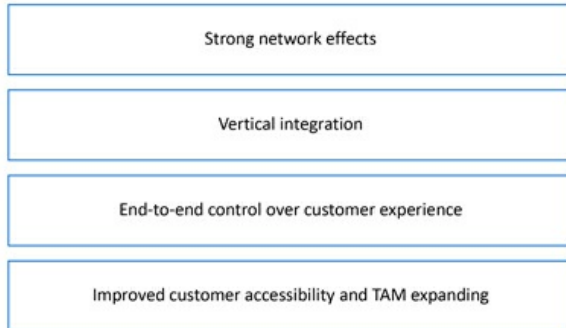 Strong network effects
Vertical integration
End-to-end control over customer experience
Improved customer accessibility and TAM expanding